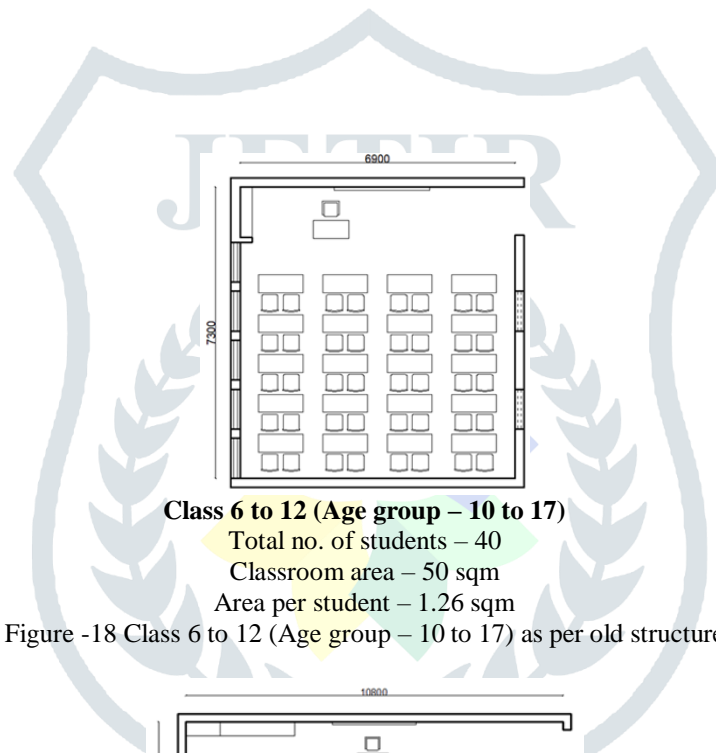 JETIR
6900
7300
Class 6 to 12 (Age group – 10 to 17)
Total no. of students – 40
Classroom area – 50 sqm
Area per student – 1.26 sqm
Figure -18 Class 6 to 12 (Age group – 10 to 17) as per old structure
10800